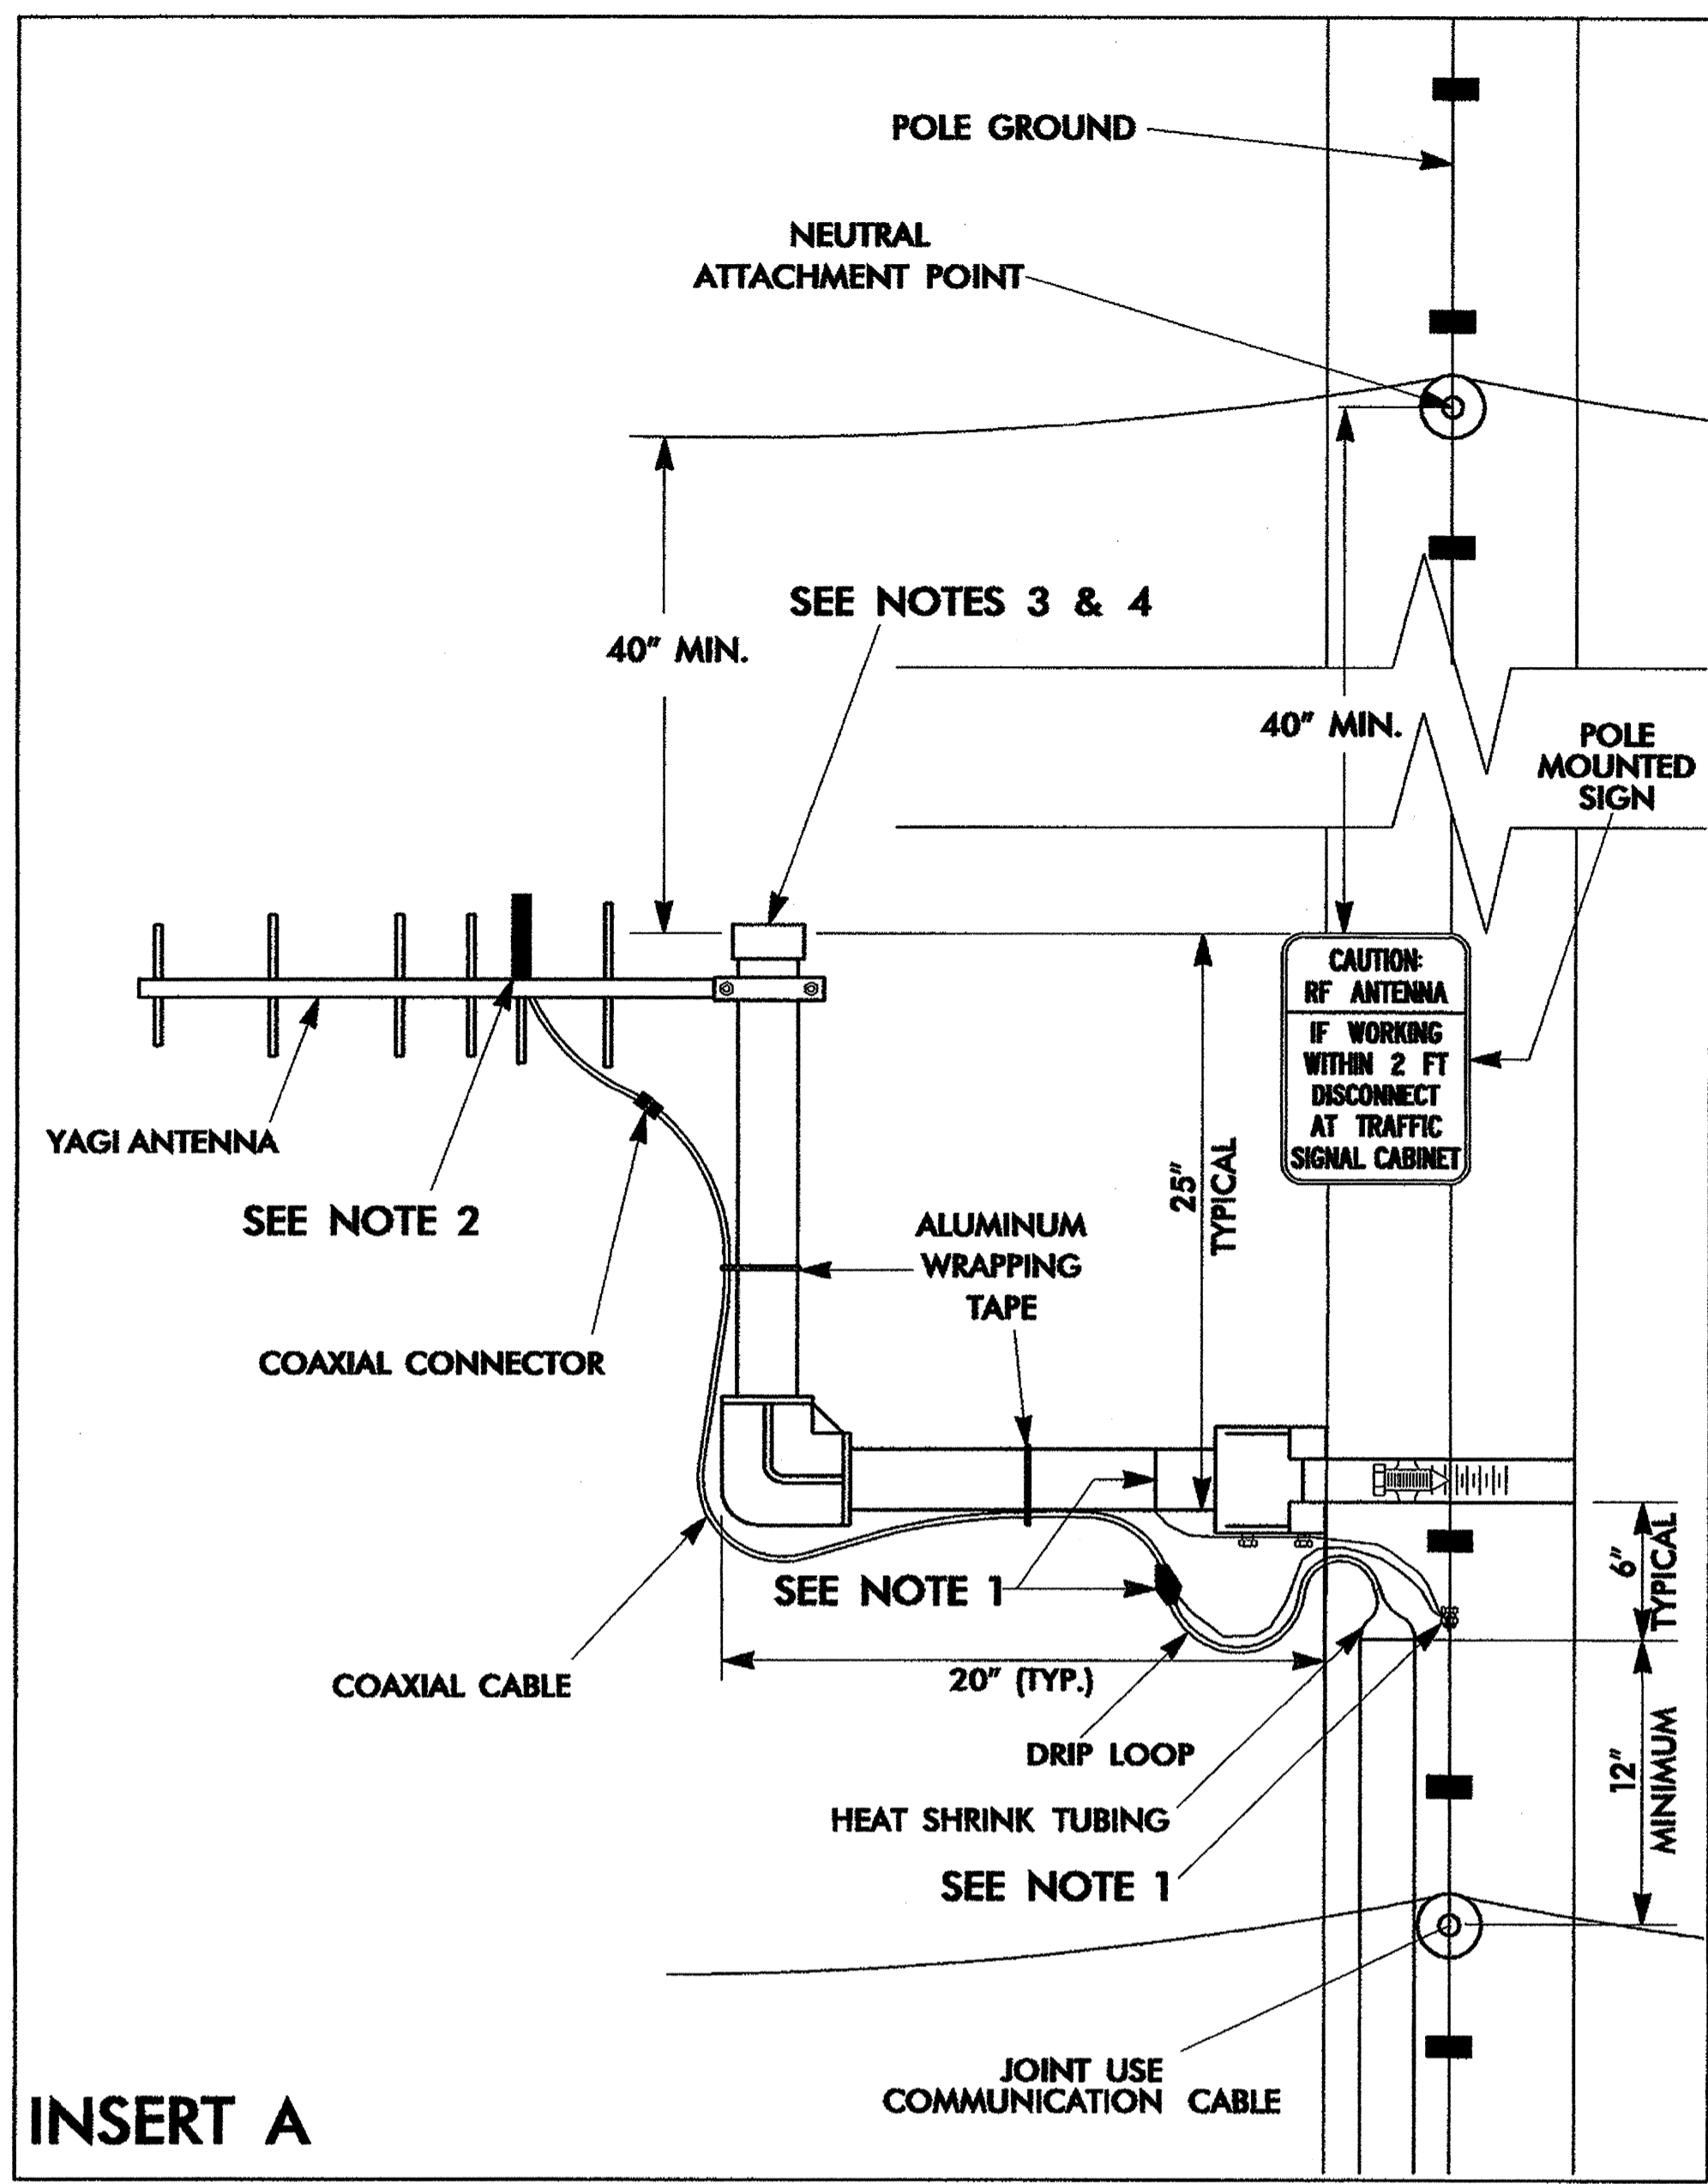 POLE GROUND
NEUTRAL
ATTACHMENT POINT
SEE NOTES 3 & 4
40" MIN.
40" MIN.
POLE
MOUNTED
SIGN
CAUTION:
RF ANTENNA
IF WORKING
WITHIN 2 FT
DISCONNECT
AT TRAFFIC
SIGNAL CABINET
YAGI ANTENNA
SEE NOTE 2
25"
TYPICAL
ALUMINUM
WRAPPING
TAPE
COAXIAL CONNECTOR
SEE NOTE 1
6"
TYPICAL
COAXIAL CABLE
20" (TYP.)
DRIP LOOP
12"
MINIMUM
HEAT SHRINK TUBING
SEE NOTE 1
JOINT USE
COMMUNICATION CABLE
INSERT A